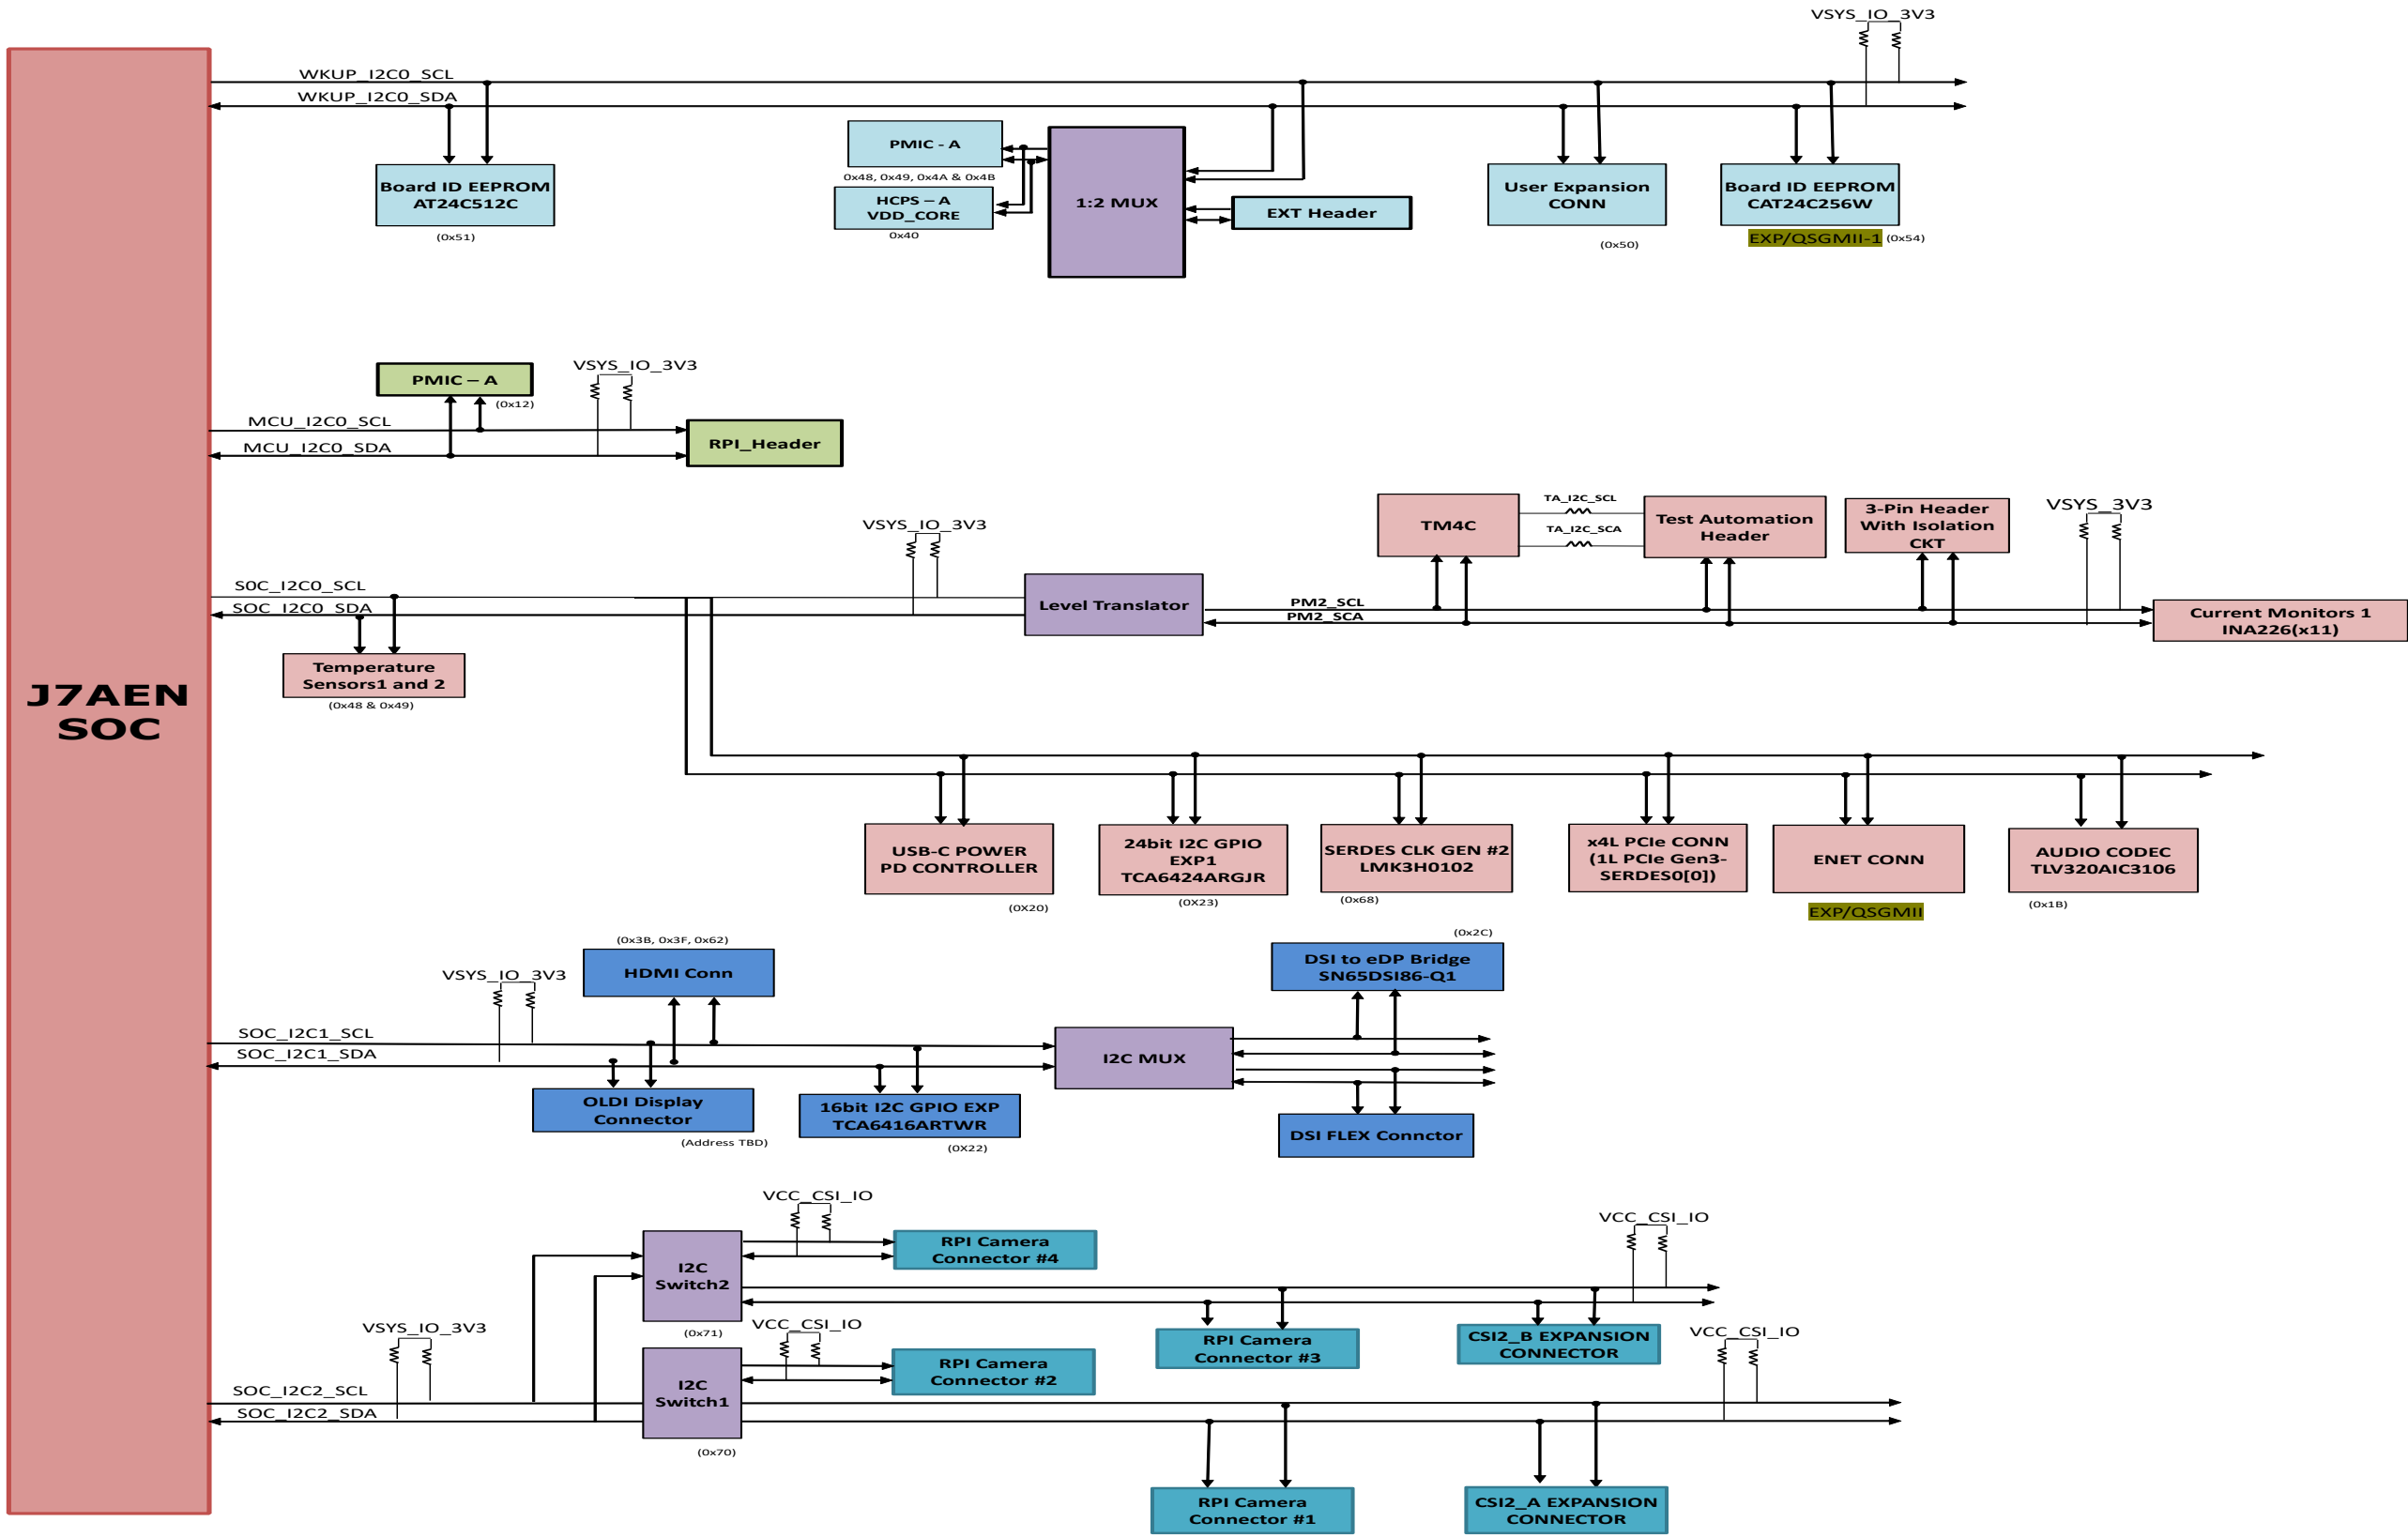 VSYS_IO_3V3
WKUP_I2C0_SCL
WKUP_I2C0_SDA
PMIC - A
0x48, 0x49, 0x4A & 0x4B
HCPS – A
VDD_CORE
0x40
1:2 MUX
EXT Header
Board ID EEPROM
AT24C512C
(0x51)
User Expansion
CONN
(0x50)
Board ID EEPROM
CAT24C256W
EXP/QSGMII-1 (0x54)
J7AEN
SOC
PMIC – A
(0x12)
VSYS_IO_3V3
MCU_I2C0_SCL
MCU_I2C0_SDA
RPI_Header
VSYS_IO_3V3
S0C_I2C0_SCL
SOC_I2C0_SDA
Temperature
Sensors1 and 2
(0x48 & 0x49)
Level Translator
TM4C
TA_I2C_SCL
TA_I2C_SCA
Test Automation
Header
3-Pin Header
With Isolation
CKT
VSYS_3V3
PM2_SCL
PM2_SCA
Current Monitors 1
INA226(x11)
USB-C POWER
PD CONTROLLER
(0X20)
24bit I2C GPIO
EXP1
TCA6424ARGJR
(0X23)
SERDES CLK GEN #2
LMK3H0102
(0x68)
x4L PCIe CONN
(1L PCIe Gen3-
SERDES0[0])
ENET CONN
EXP/QSGMII
AUDIO CODEC
TLV320AIC3106
(0x1B)
(0x3B, 0x3F, 0x62)
HDMI Conn
VSYS_IO_3V3
SOC_I2C1_SCL
SOC_I2C1_SDA
OLDI Display
Connector
(Address TBD)
16bit I2C GPIO EXP
TCA6416ARTWR
(0X22)
I2C MUX
(0x2C)
DSI to eDP Bridge
SN65DSI86-Q1
DSI FLEX Connctor
VCC_CSI_IO
I2C
Switch2
(0x71)
RPI Camera
Connector #4
VCC_CSI_IO
RPI Camera
Connector #3
CSI2_B EXPANSION
CONNECTOR
VSYS_IO_3V3
SOC_I2C2_SCL
SOC_I2C2_SDA
I2C
Switch1
(0x70)
VCC_CSI_IO
RPI Camera
Connector #2
VCC_CSI_IO
RPI Camera
Connector #1
CSI2_A EXPANSION
CONNECTOR